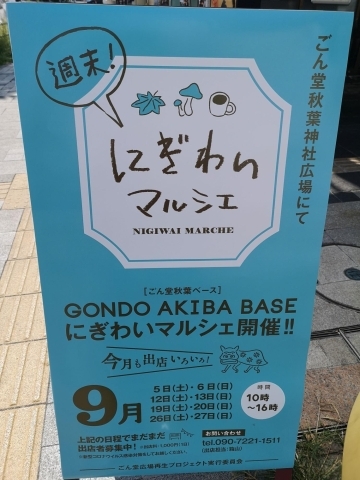 週末!
ごん堂秋葉神社広場にて
にぎわい
マルシェ
NIGIWAI MARCHE
[ごん堂秋葉ベース]
GONDO AKIBA BASE
にぎわいマルシェ開催!!
今月も出店いろいろ!
9月
5日(土)・6日(日)
12日(土)・13日(日)
19日(土)・20日(日)
26日(土)・27日(日)
時間
10時
〜16時
上記の日程でまだまだ
出店者募集中!
お問い合わせ
tel.090-7221-1511
ごん堂広場再生プロジェクト実行委員会